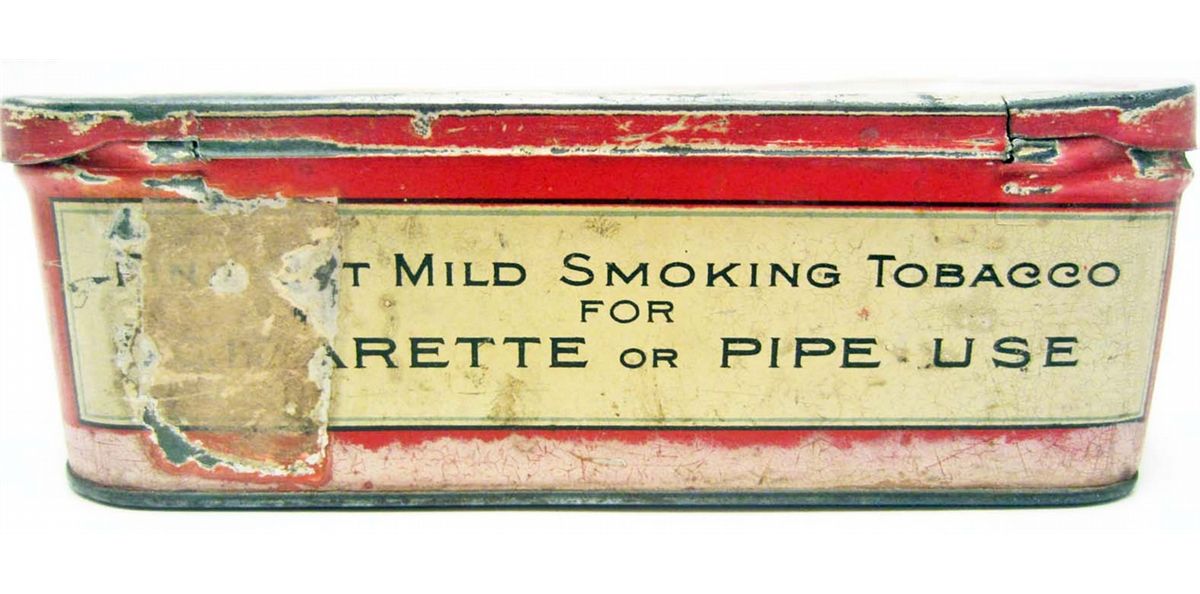 MILD SMOKING TOBACCO
FOR
OR PIPE USE